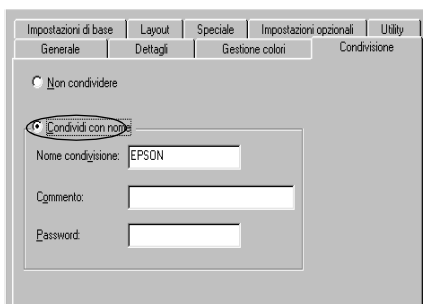 Impostazioni di base Layout Speciale Impostazioni opzionali Utility
Generale Dettagli Gestione colori Condivisione
Non condividere
Condividi con nome
Nome condivisione: EPSON
Commento:
Password: